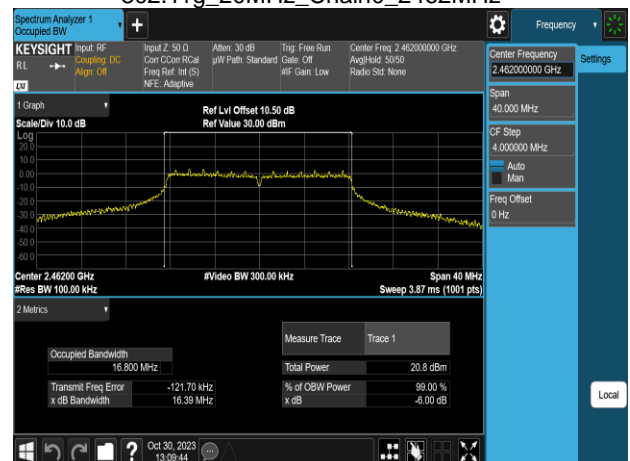 Spectrum Analyzer 1
Occupied BW
Frequency
KEYSIGHT
RL
LXI
Input: RF
Coupling: DC
Align: Off
Input Z: 50 Ω
Corr CCorr RCal
Freq Ref: Int (S)
NFE: Adaptive
Atten: 30 dB
µW Path: Standard
Trig: Free Run
Gate: Off
#IF Gain: Low
Center Freq: 2.462000000 GHz
Avg|Hold: 50/50
Radio Std: None
Center Frequency
2.462000000 GHz
Settings
Span
40.000 MHz
CF Step
4.000000 MHz
Auto
Man
Freq Offset
0 Hz
1 Graph
Scale/Div 10.0 dB
Ref Lvl Offset 10.50 dB
Ref Value 30.00 dBm
Log
20.0
10.0
0.00
-10.0
-20.0
-30.0
-40.0
-50.0
-60.0
Center 2.46200 GHz
#Res BW 100.00 kHz
#Video BW 300.00 kHz
Span 40 MHz
Sweep 3.87 ms (1001 pts)
2 Metrics
Measure Trace Trace 1
Occupied Bandwidth
16.800 MHz
Total Power 20.8 dBm
Transmit Freq Error -121.70 kHz
% of OBW Power 99.00 %
x dB Bandwidth 16.39 MHz
x dB -6.00 dB
Local
Oct 30, 2023
13:09:44